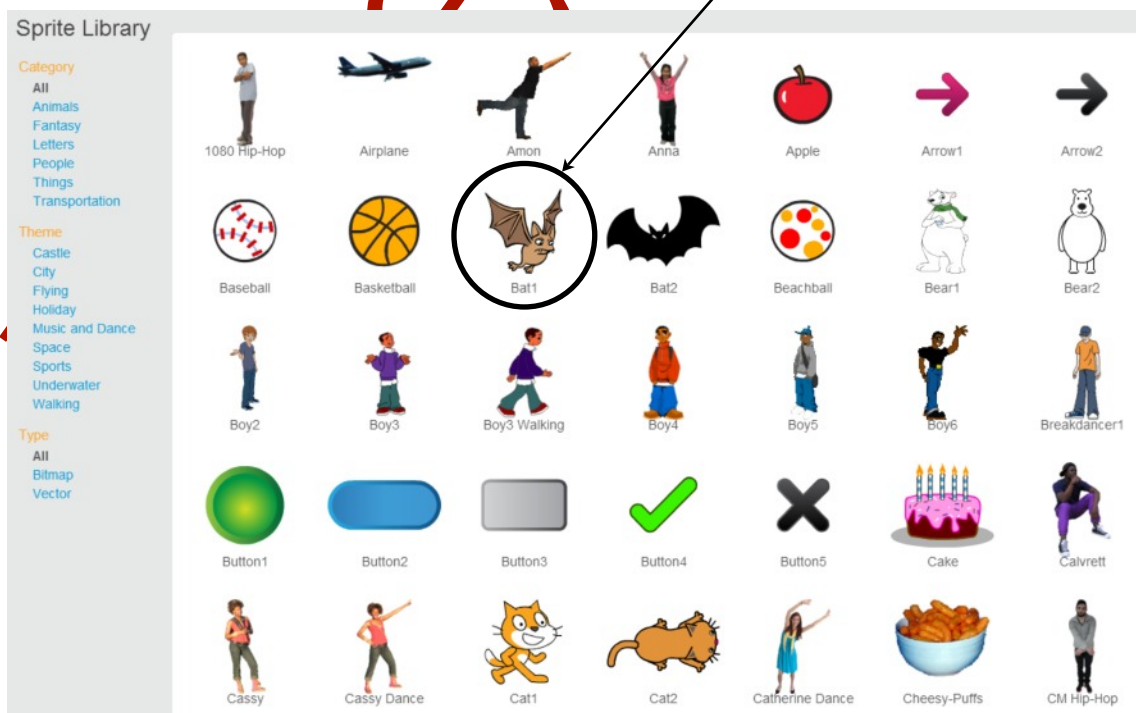 Sprite Library
Category
All
Animals
Fantasy
Letters
People
Things
Transportation
Theme
Castle
City
Flying
Holiday
Music and Dance
Space
Sports
Underwater
Walking
Type
All
Bitmap
Vector
1080 Hip-Hop Airplane Amon Anna Apple Arrow1 Arrow2
Baseball Basketball Bat1 Bat2 Beachball Bear1 Bear2
Boy2 Boy3 Boy3 Walking Boy4 Boy5 Boy6 Breakdancer1
Button1 Button2 Button3 Button4 Button5 Cake Calvrett
Cassy Cassy Dance Cat1 Cat2 Catherine Dance Cheesy-Puffs CM Hip-Hop